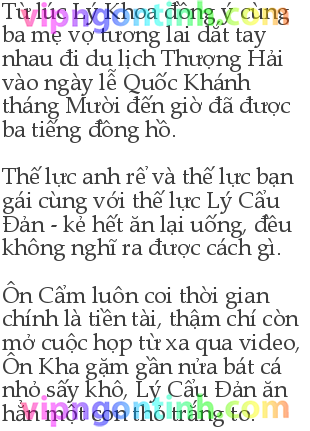 Từ lúc Lý Khoa đồng ý cùng
ba mẹ vợ tương lai dắt tay
nhau đi du lịch Thượng Hải
vào ngày lễ Quốc Khánh
tháng Mười đến giờ đã được
ba tiếng đồng hồ.
Thế lực anh rể và thế lực bạn
gái cùng với thế lực Lý Cẩu
Đản - kẻ hết ăn lại uống, đều
không nghĩ ra được cách gì.
Ôn Cẩm luôn coi thời gian
chính là tiền tài, thậm chí còn
mở cuộc họp từ xa qua video,
Ôn Kha gặm gần nửa bát cá
nhỏ sấy khô, Lý Cẩu Đản ăn
hẳn một con thỏ trắng to.
vipngontinh.com
vipngontinh.com